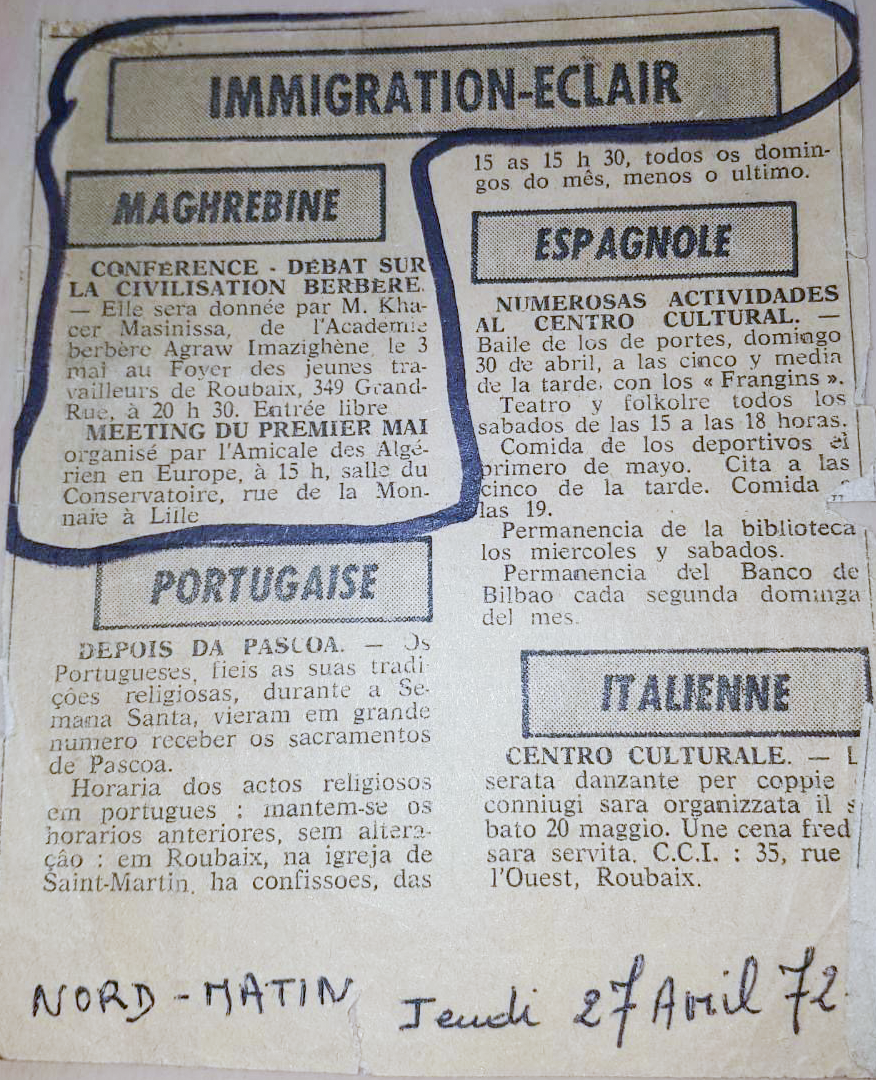 IMMIGRATION-ECLAIR
MAGHREBINE
CONFÉRENCE - DÉBAT SUR
LA CIVILISATION BERBERE.
— Elle sera donnée par M. Kha-
cer Masinissa, de l'Academie
berbère Agraw Imazighène le 3
mai au Foyer des jeunes tra-
vailleurs de Roubaix, 349 Grand-
Rue, à 20 h 30. Entrée libre
MEETING DU PREMIER MAI
organisé par l'Amicale des Algé-
rien en Europe, à 15 h, salle du
Conservatoire, rue de la Mon-
naie à Lille
PORTUGAISE
DEPOIS DA PASCOA. — Os
Portugueses, fieis as suas tradi-
ções religiosas, durante a Se-
mana Santa, vieram em grande
numero receber os sacramentos
de Pascoa.
Horaria dos actos religiosos
em portugues : mantem-se os
horarios anteriores, sem altera-
ção : em Roubaix, na igreja de
Saint-Martin, ha confissoes, das
15 as 15 h 30, todos os domin-
gos do mês, menos o ultimo.
ESPAGNOLE
NUMEROSAS ACTIVIDADES
AL CENTRO CULTURAL. —
Baile de los de portes, domingo
30 de abril, a las cinco y media
de la tarde, con los « Frangins ».
Teatro y folkolre todos los
sabados de las 15 a las 18 horas.
Comida de los deportivos el
primero de mayo. Cita a las
cinco de la tarde. Comida
las 19.
Permanencia de la biblioteca
los miercoles y sabados.
Permanencia del Banco de
Bilbao cada segunda dominga
del mes.
ITALIENNE
CENTRO CULTURALE. — L
serata danzante per coppie
conniugi sara organizzata il s
bato 20 maggio. Une cena fred
sara servita. C.C.I. : 35, rue
l'Ouest, Roubaix.
NORD-MATIN Jeudi 27 Avril 72.